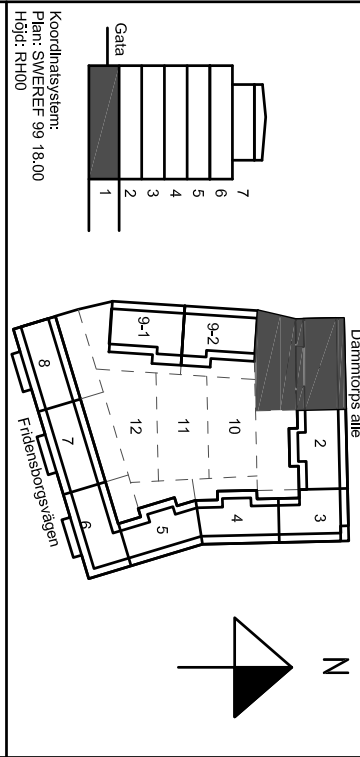 Dammtorps allé
Gata
7
6
5
4
3
2
1
9-1
9-2
2
3
4
5
6
7
8
10
11
12
Fridensborgsvägen
N
Koordinatsystem:
Plan: SWEREF 99 18.00
Höjd: RH00